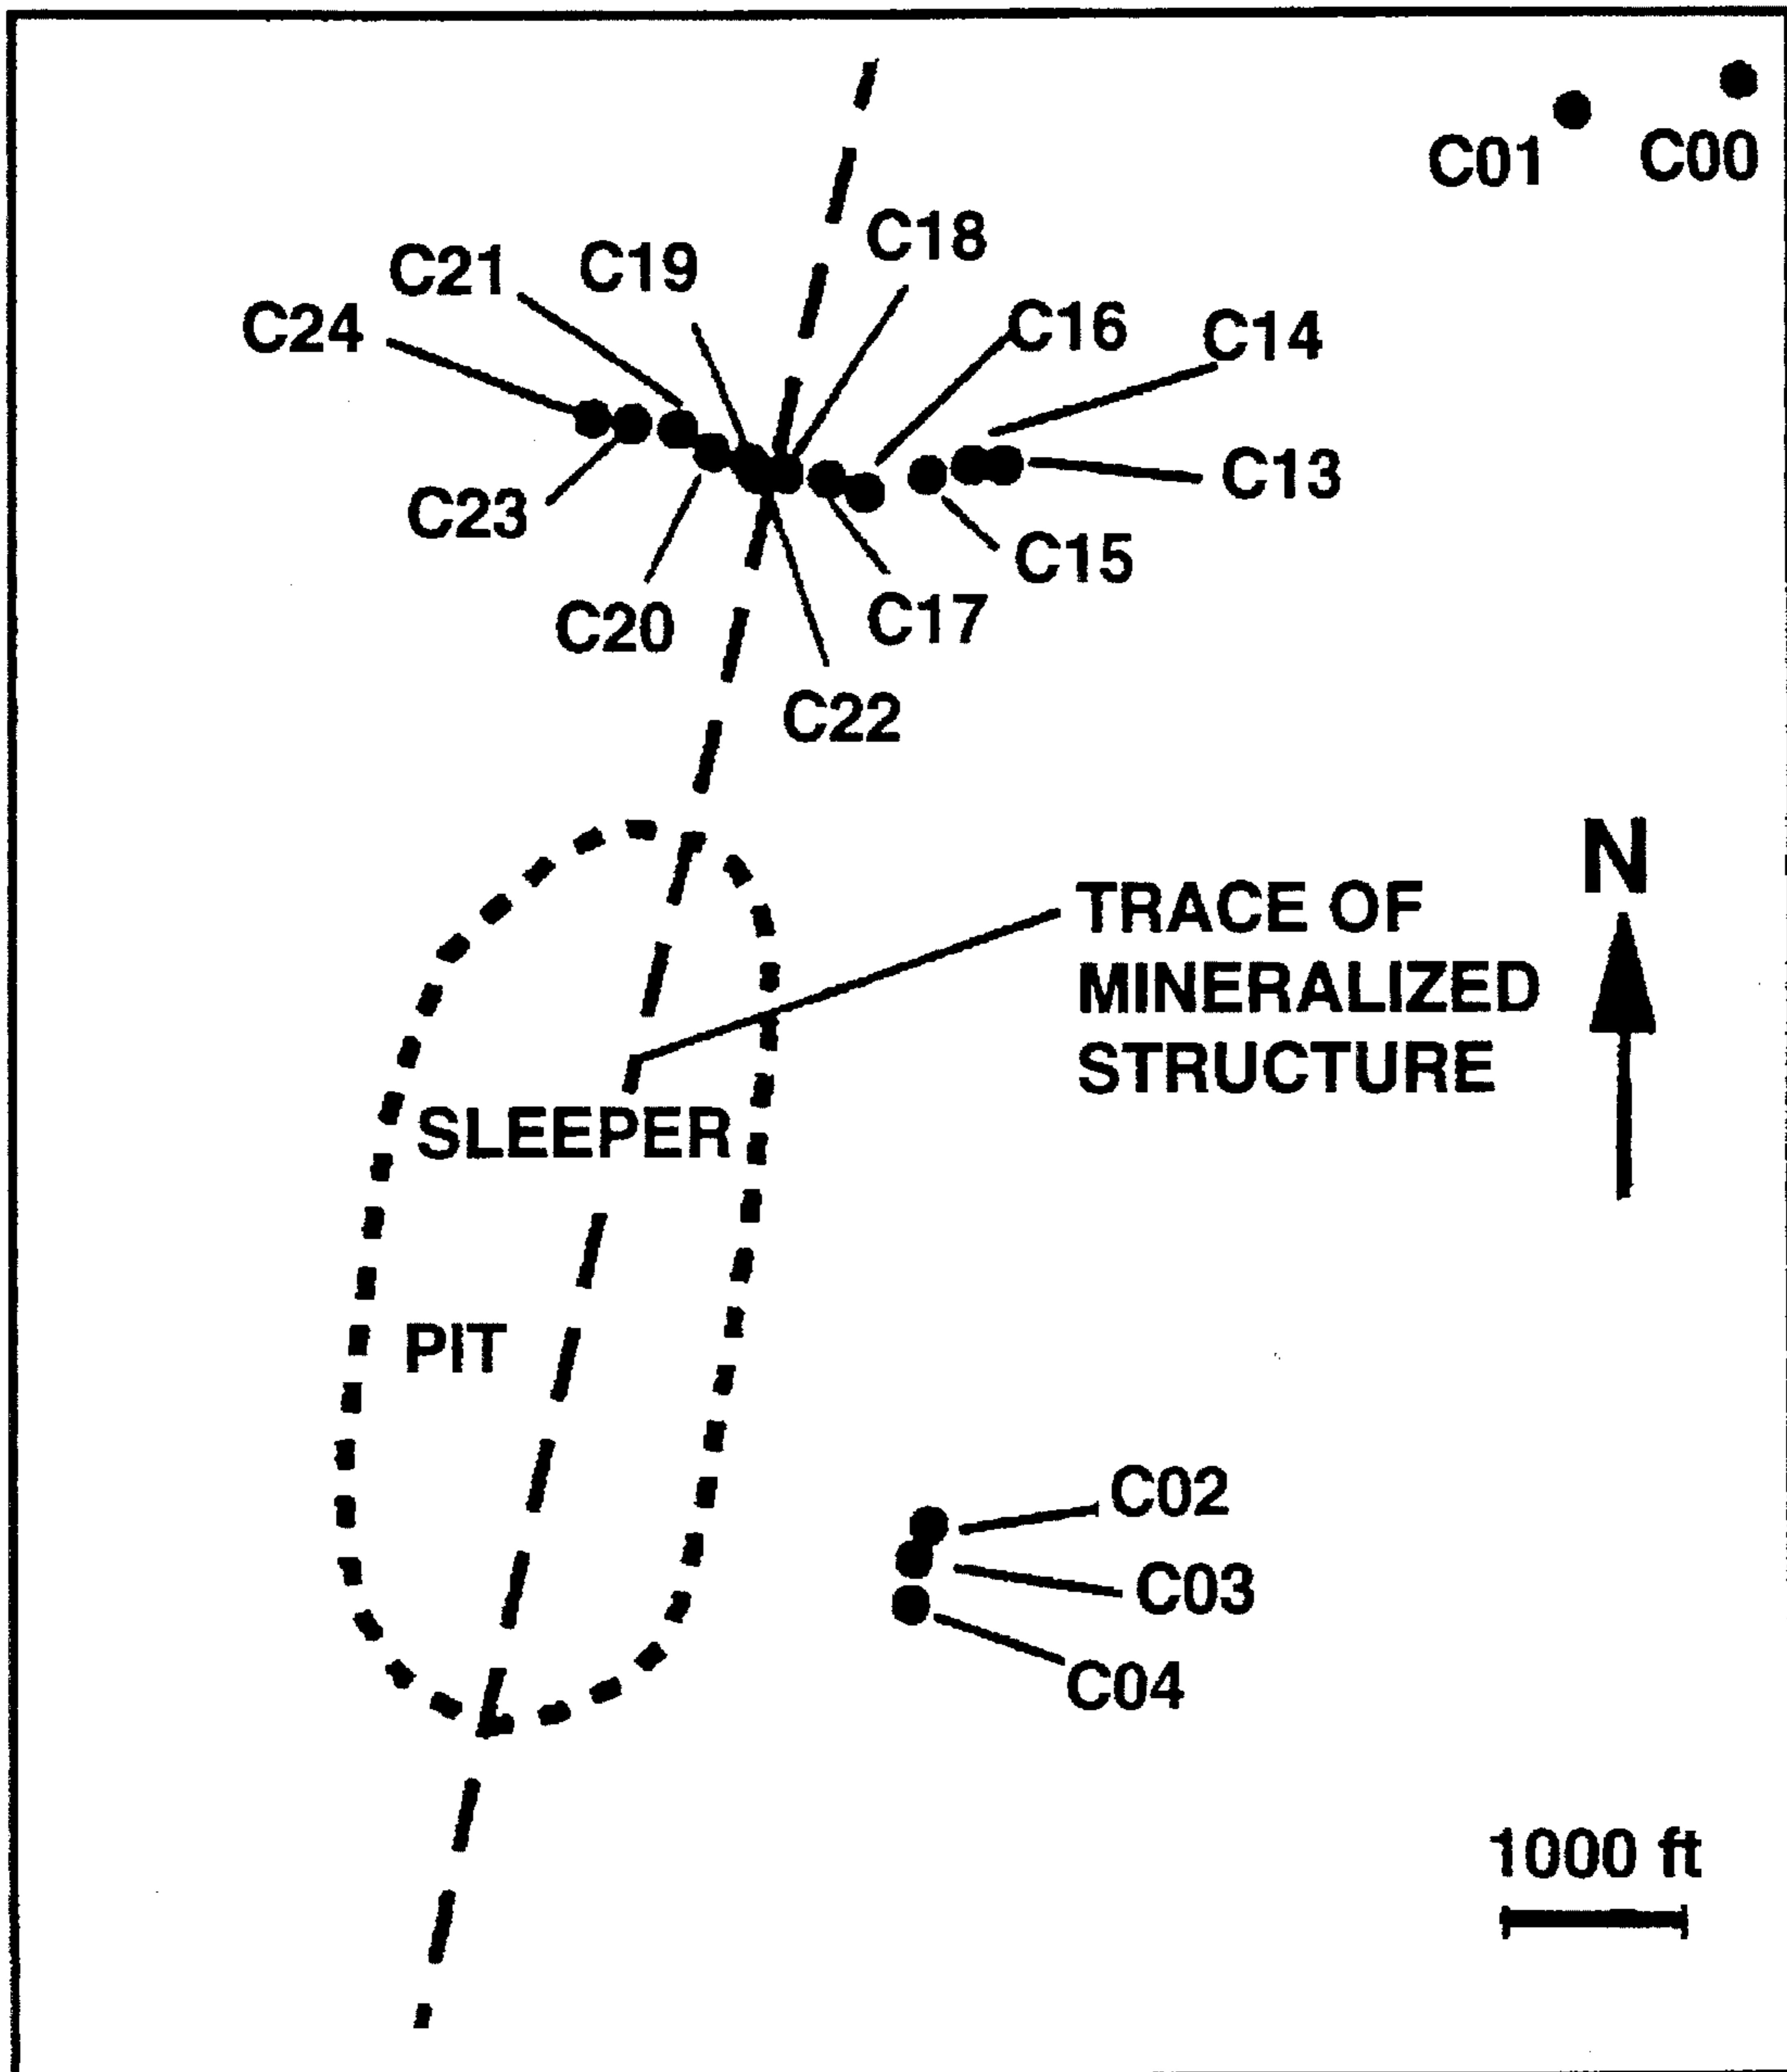 C01
C00
C18
C21
C19
C24
C16
C14
C13
C23
C15
C20
C17
C22
N
TRACE OF
MINERALIZED
STRUCTURE
SLEEPER
PIT
C02
C03
C04
1000 ft